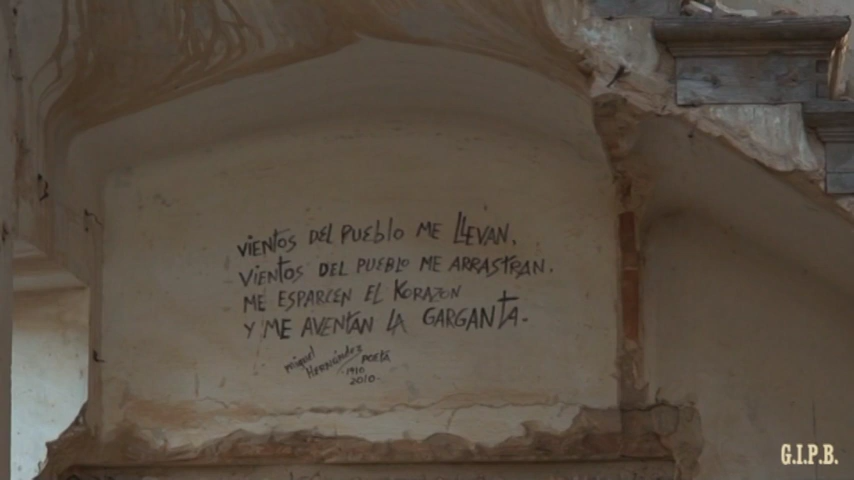 VIENTOS DEL PUEBLO ME LLEVAN,
VIENTOS DEL PUEBLO ME ARRASTRAN.
ME ESPARCEN EL KORAZON
Y ME AVENTAN LA GARGANTA.
Miguel
HERNÁNDEZ / POETA
·1910
2010·
G.I.P.B.